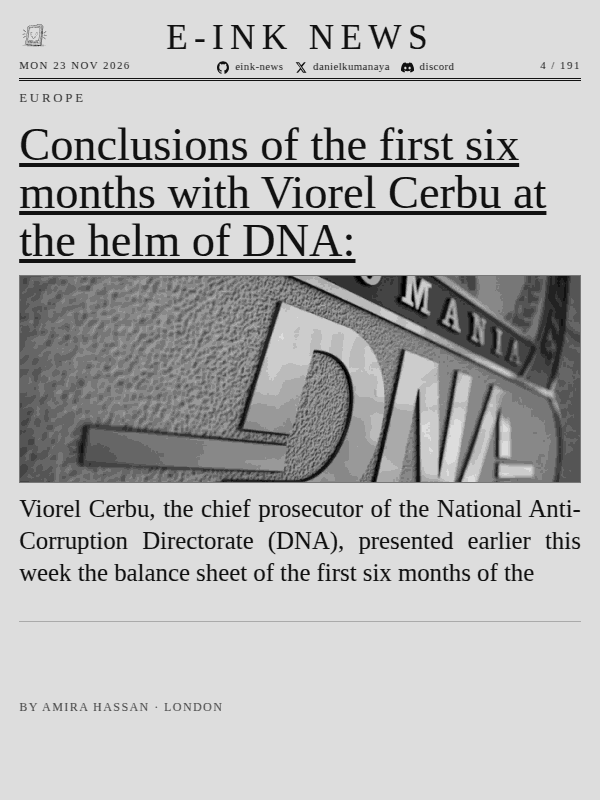 E-INK NEWS
MON 23 NOV 2026
eink-news danielkumanaya discord
4 / 191
EUROPE
Conclusions of the first six
months with Viorel Cerbu at
the helm of DNA:
OMANIA
DNA
Viorel Cerbu, the chief prosecutor of the National Anti-
Corruption Directorate (DNA), presented earlier this
week the balance sheet of the first six months of the
BY AMIRA HASSAN · LONDON